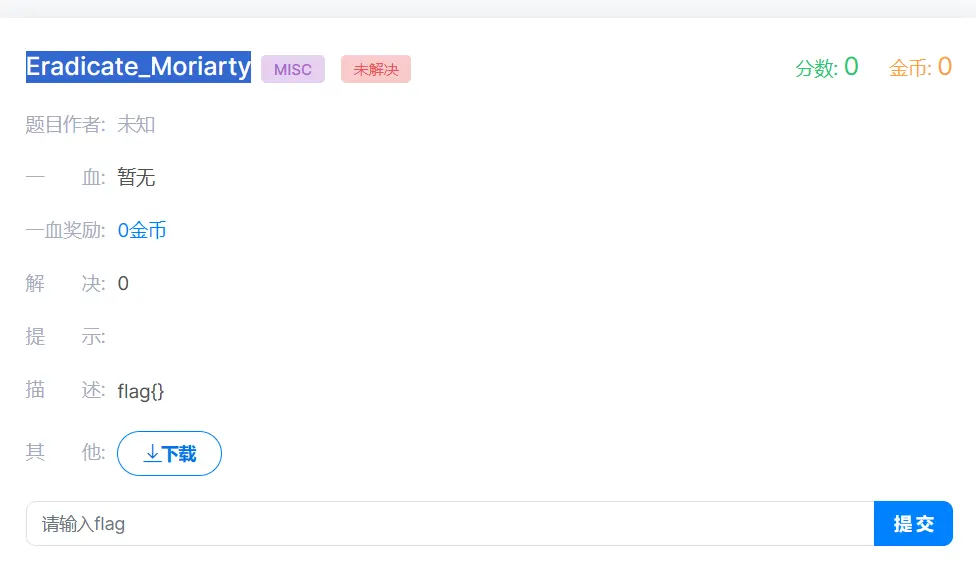 Eradicate_Moriarty MISC 未解决 分数: 0 金币: 0
题目作者: 未知
一 血: 暂无
一血奖励: 0金币
解 决: 0
提 示:
描 述: flag{}
其 他: 下载
请输入flag 提交